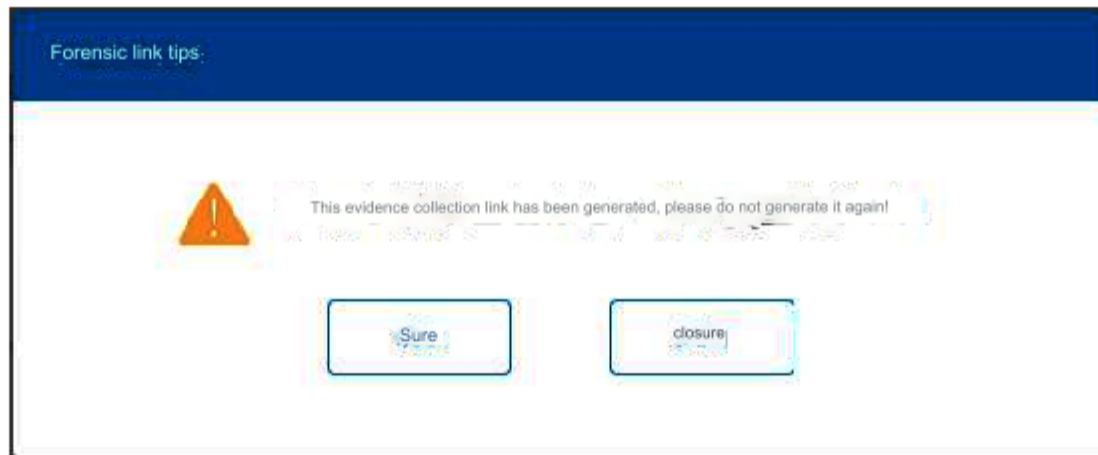 Forensic link tips
This evidence collection link has been generated, please do not generate it again!
Sure
closure